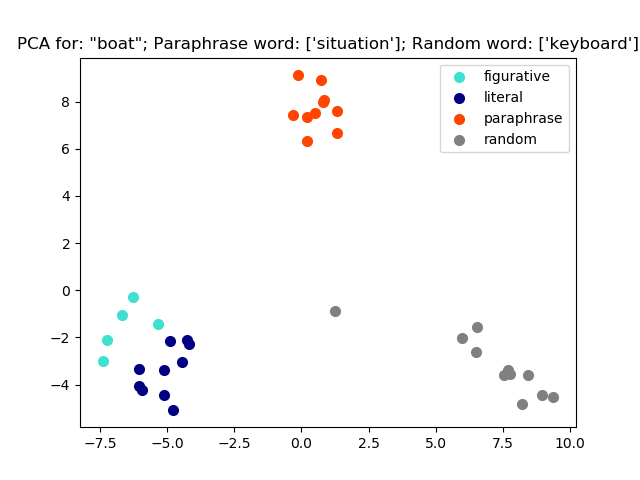 PCA for: "boat"; Paraphrase word: ['situation']; Random word: ['keyboard']
figurative
literal
paraphrase
random
8
6
4
2
0
−2
−4
−7.5 −5.0 −2.5 0.0 2.5 5.0 7.5 10.0